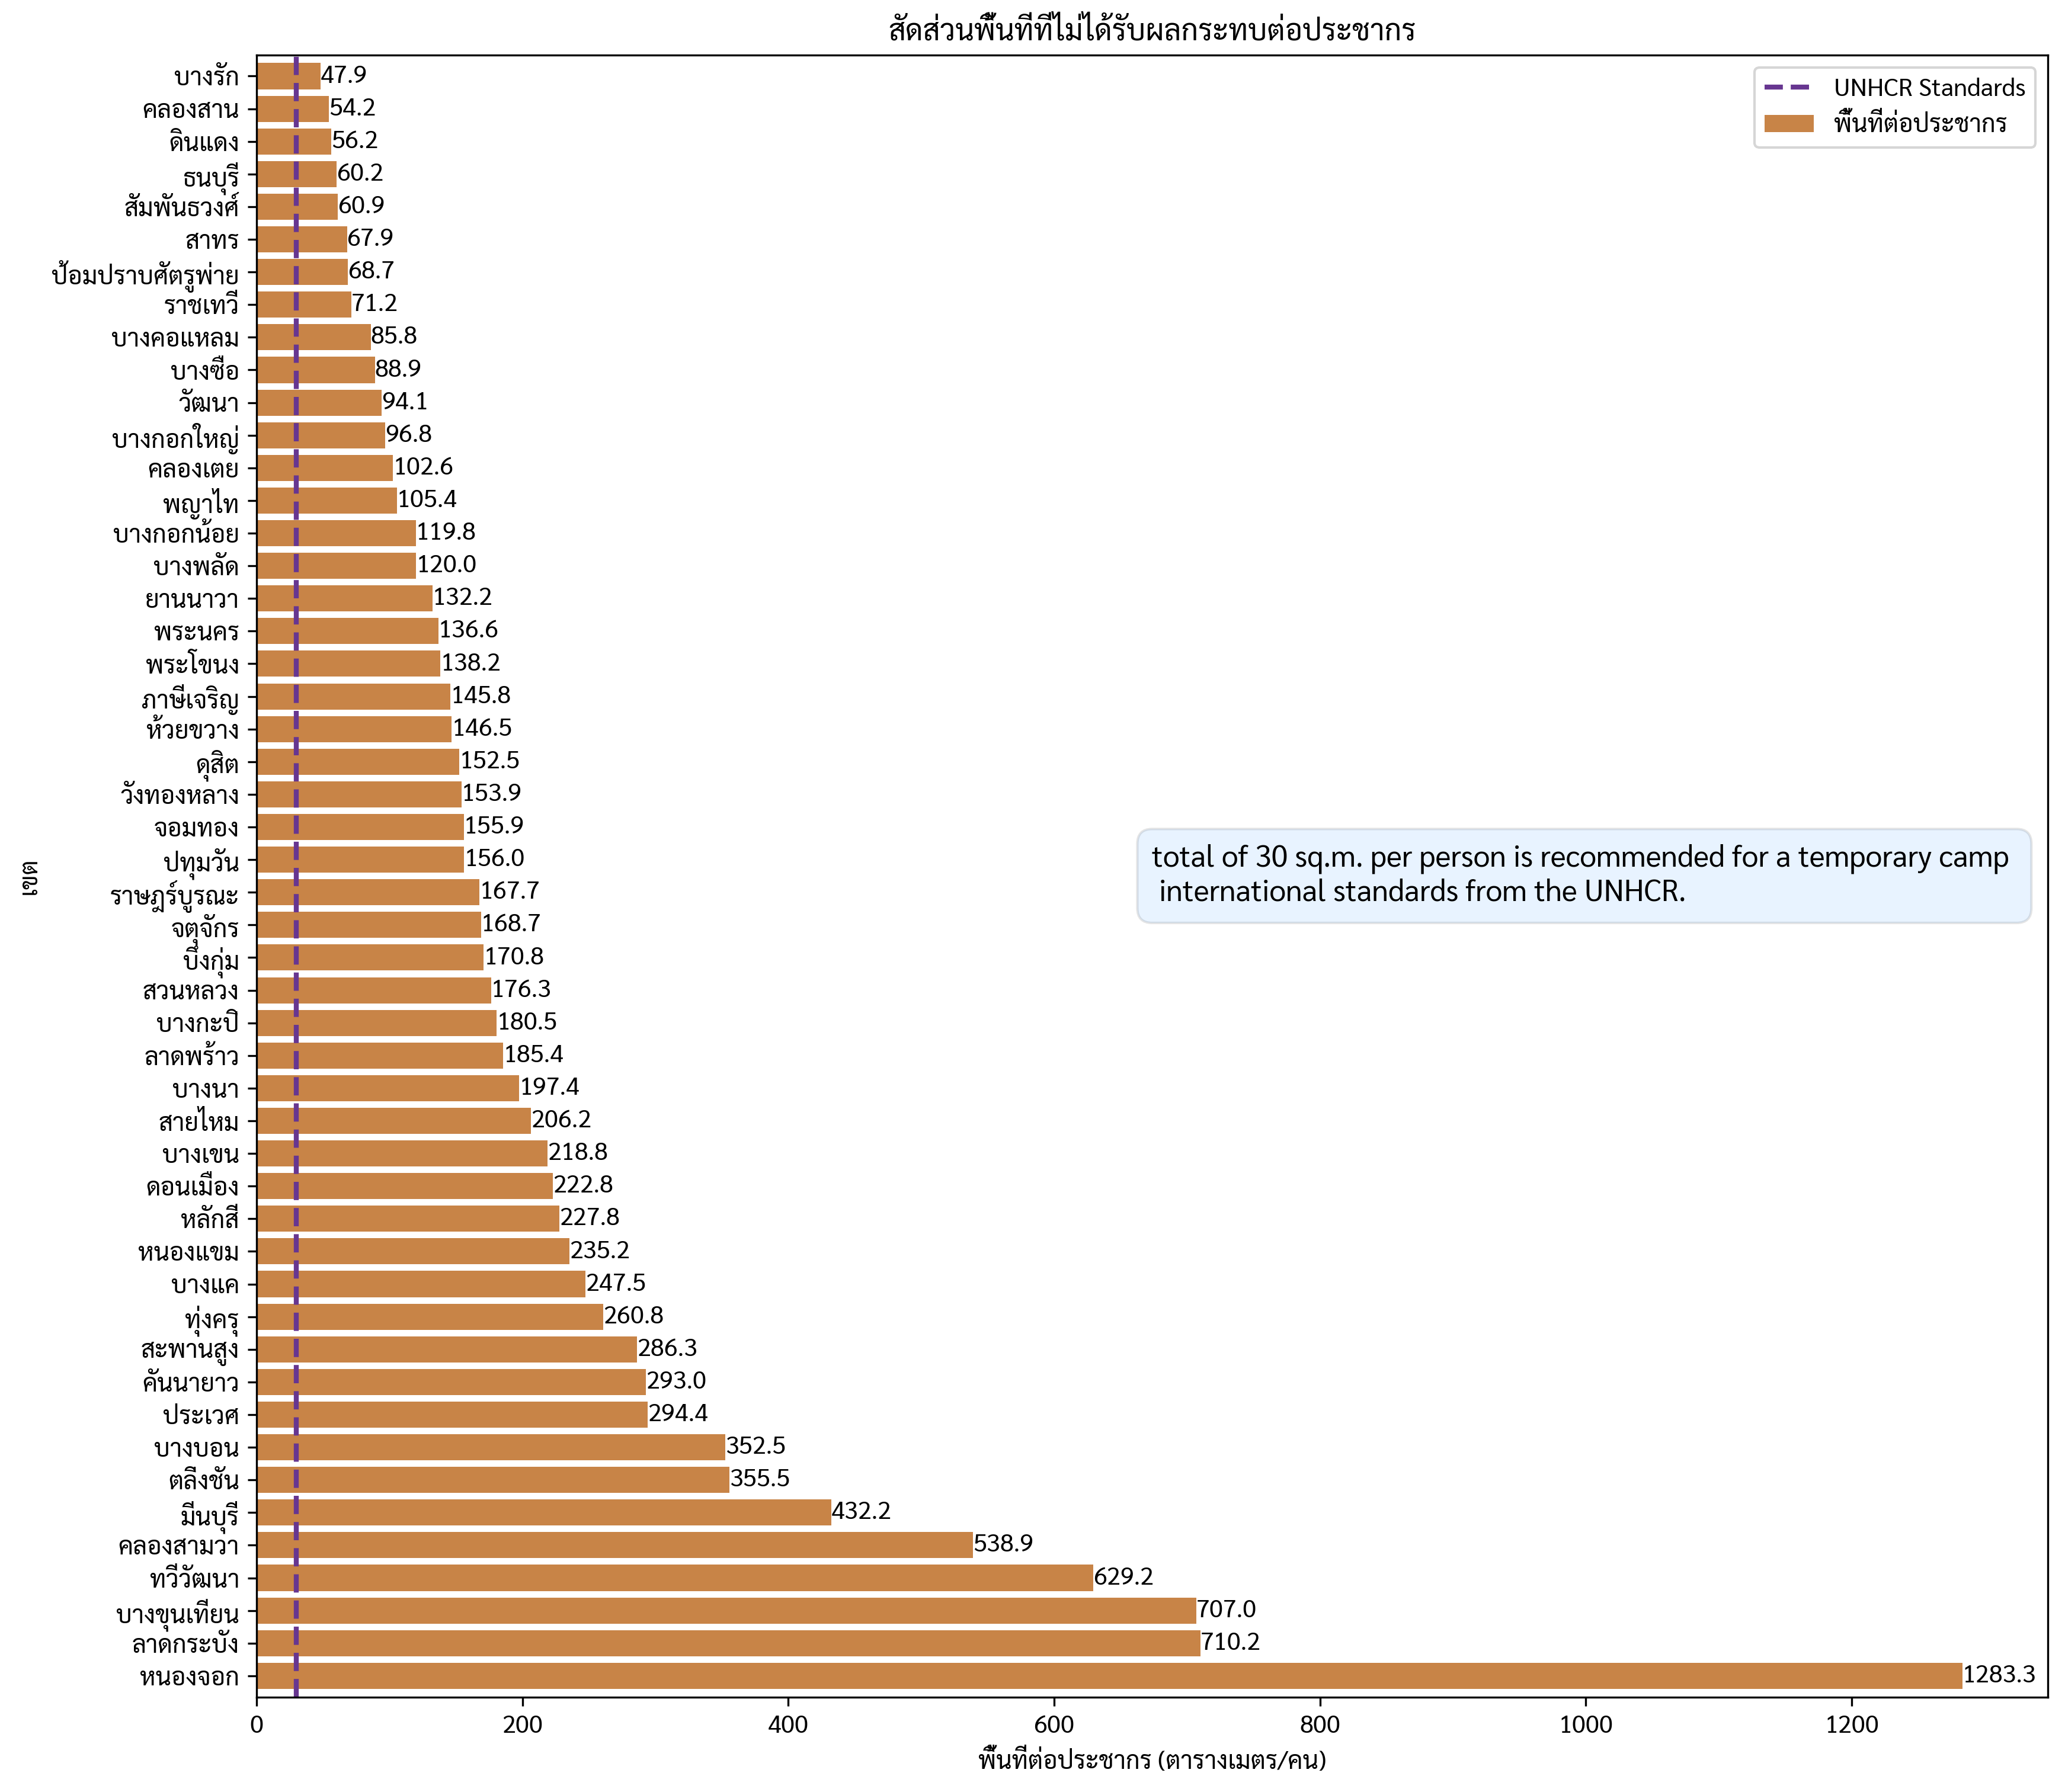 สัดส่วนพื้นที่ที่ไม่ได้รับผลกระทบต่อประชากร
UNHCR Standards
พื้นที่ต่อประชากร
เขต
บางรัก 47.9
คลองสาน 54.2
ดินแดง 56.2
ธนบุรี 60.2
สัมพันธวงศ์ 60.9
สาทร 67.9
ป้อมปราบศัตรูพ่าย 68.7
ราชเทวี 71.2
บางคอแหลม 85.8
บางซื่อ 88.9
วัฒนา 94.1
บางกอกใหญ่ 96.8
คลองเตย 102.6
พญาไท 105.4
บางกอกน้อย 119.8
บางพลัด 120.0
ยานนาวา 132.2
พระนคร 136.6
พระโขนง 138.2
ภาษีเจริญ 145.8
ห้วยขวาง 146.5
ดุสิต 152.5
วังทองหลาง 153.9
จอมทอง 155.9
ปทุมวัน 156.0
ราษฎร์บูรณะ 167.7
จตุจักร 168.7
บึงกุ่ม 170.8
สวนหลวง 176.3
บางกะปิ 180.5
ลาดพร้าว 185.4
บางนา 197.4
สายไหม 206.2
บางเขน 218.8
ดอนเมือง 222.8
หลักสี่ 227.8
หนองแขม 235.2
บางแค 247.5
ทุ่งครุ 260.8
สะพานสูง 286.3
คันนายาว 293.0
ประเวศ 294.4
บางบอน 352.5
ตลิ่งชัน 355.5
มีนบุรี 432.2
คลองสามวา 538.9
ทวีวัฒนา 629.2
บางขุนเทียน 707.0
ลาดกระบัง 710.2
หนองจอก 1283.3
total of 30 sq.m. per person is recommended for a temporary camp
international standards from the UNHCR.
0 200 400 600 800 1000 1200
พื้นที่ต่อประชากร (ตารางเมตร/คน)